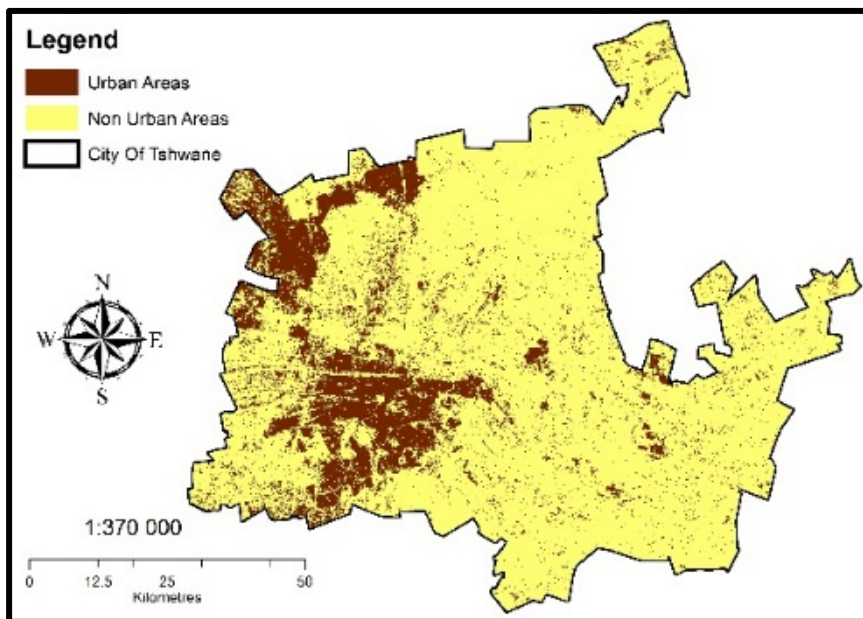 Legend
Urban Areas
Non Urban Areas
City Of Tshwane
N
W E
S
1:370 000
0 12.5 25 50
Kilometres